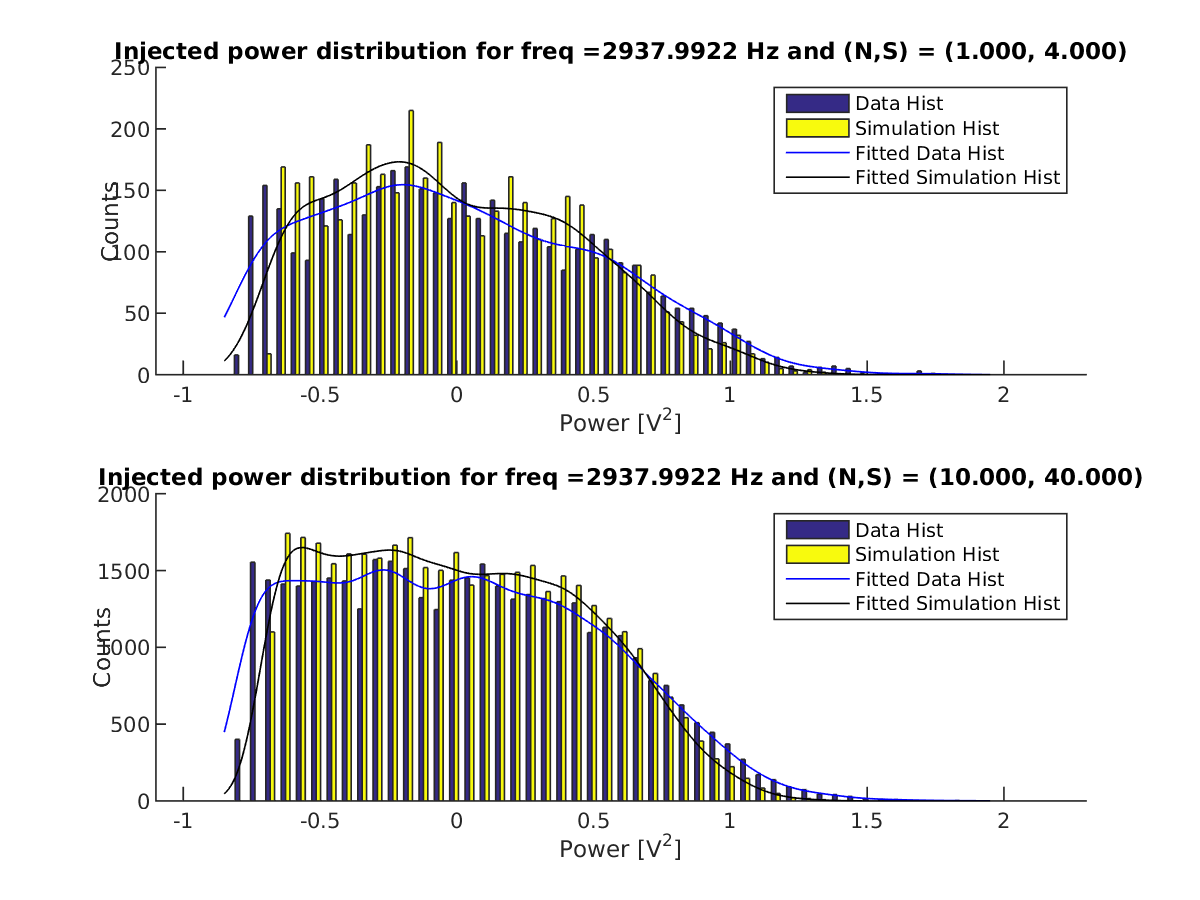 Injected power distribution for freq =2937.9922 Hz and (N,S) = (1.000, 4.000)
250
200
150
100
50
0
Counts
Data Hist
Simulation Hist
Fitted Data Hist
Fitted Simulation Hist
-1 -0.5 0 0.5 1 1.5 2
Power [V²]
Injected power distribution for freq =2937.9922 Hz and (N,S) = (10.000, 40.000)
2000
1500
1000
500
0
Counts
Data Hist
Simulation Hist
Fitted Data Hist
Fitted Simulation Hist
-1 -0.5 0 0.5 1 1.5 2
Power [V²]